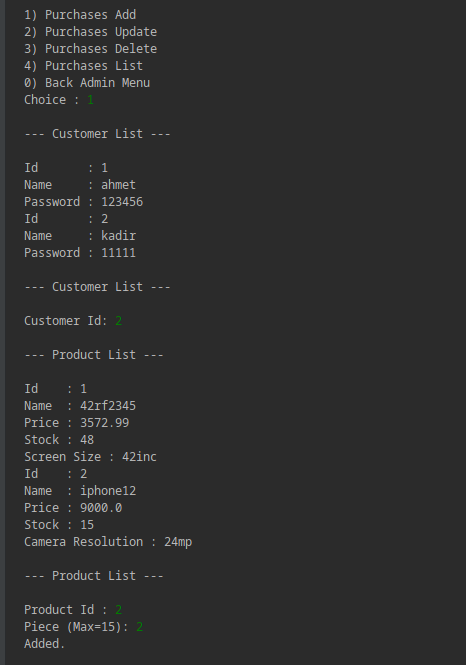 1) Purchases Add
2) Purchases Update
3) Purchases Delete
4) Purchases List
0) Back Admin Menu
Choice : 1
--- Customer List ---
Id       : 1
Name     : ahmet
Password : 123456
Id       : 2
Name     : kadir
Password : 11111
--- Customer List ---
Customer Id: 2
--- Product List ---
Id    : 1
Name  : 42rf2345
Price : 3572.99
Stock : 48
Screen Size : 42inc
Id    : 2
Name  : iphone12
Price : 9000.0
Stock : 15
Camera Resolution : 24mp
--- Product List ---
Product Id : 2
Piece (Max=15): 2
Added.